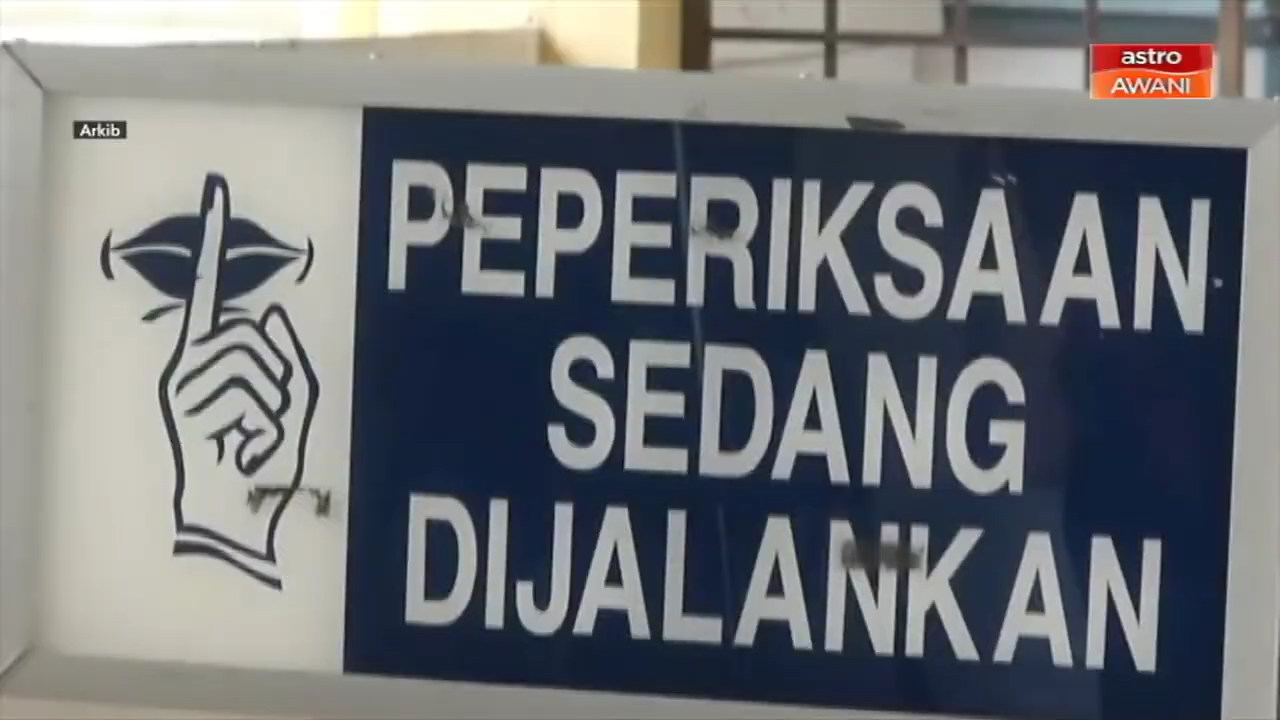 astro
AWANI
Arkib
PEPERIKSAAN
SEDANG
DIJALANKAN